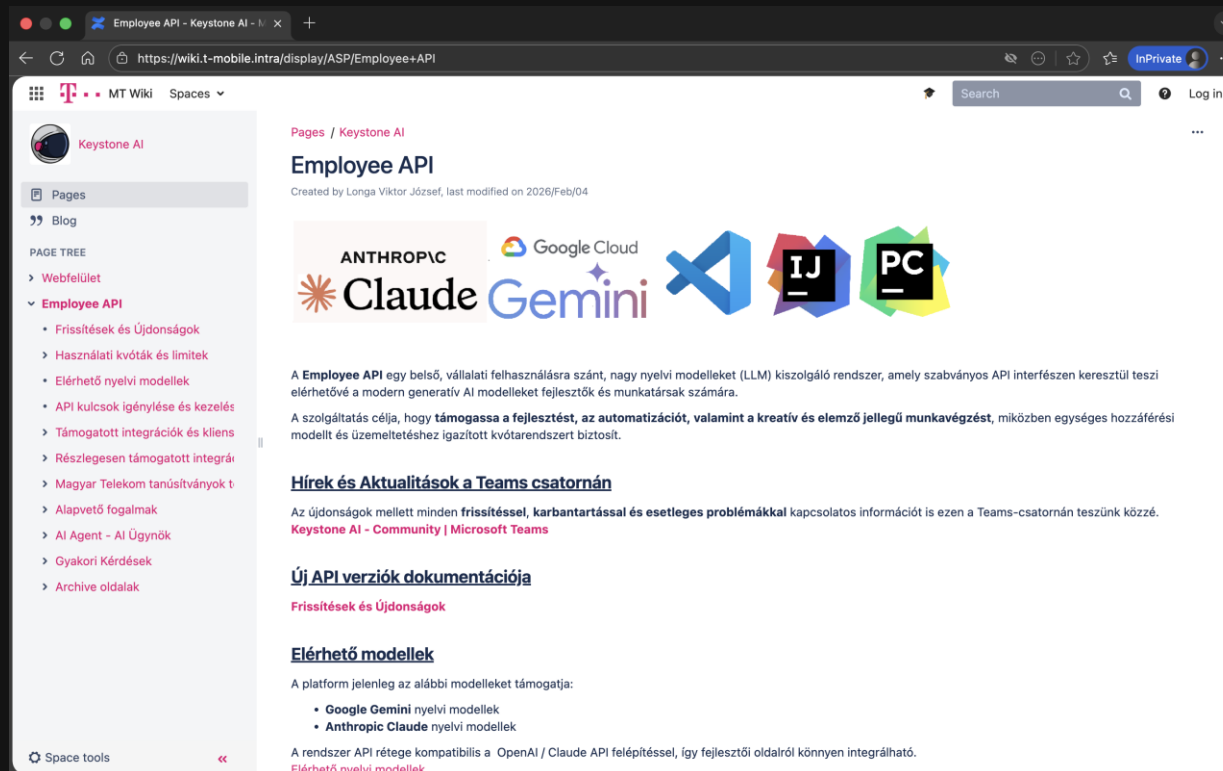 Employee API - Keystone AI - M
https://wiki.t-mobile.intra/display/ASP/Employee+API
InPrivate
T
MT Wiki
Spaces
Search
Log in
Keystone AI
Pages
Blog
PAGE TREE
Webfelület
Employee API
Frissítések és Újdonságok
Használati kvóták és limitek
Elérhető nyelvi modellek
API kulcsok igénylése és kezelés
Támogatott integrációk és kliens
Részlegesen támogatott integrá
Magyar Telekom tanúsítványok t
Alapvető fogalmak
AI Agent - AI Ügynök
Gyakori Kérdések
Archive oldalak
Space tools
Pages / Keystone AI
Employee API
Created by Longa Viktor József, last modified on 2026/Feb/04
ANTHROP\C
Claude
Google Cloud
Gemini
IJ
PC
A Employee API egy belső, vállalati felhasználásra szánt, nagy nyelvi modelleket (LLM) kiszolgáló rendszer, amely szabványos API interfészen keresztül teszi
elérhetővé a modern generatív AI modelleket fejlesztők és munkatársak számára.
A szolgáltatás célja, hogy támogassa a fejlesztést, az automatizációt, valamint a kreatív és elemző jellegű munkavégzést, miközben egységes hozzáférési
modellt és üzemeltetéshez igazított kvótarendszert biztosít.
Hírek és Aktualitások a Teams csatornán
Az újdonságok mellett minden frissítéssel, karbantartással és esetleges problémákkal kapcsolatos információt is ezen a Teams-csatornán teszünk közzé.
Keystone AI - Community | Microsoft Teams
Új API verziók dokumentációja
Frissítések és Újdonságok
Elérhető modellek
A platform jelenleg az alábbi modelleket támogatja:
• Google Gemini nyelvi modellek
• Anthropic Claude nyelvi modellek
A rendszer API rétege kompatibilis a OpenAI / Claude API felépítéssel, így fejlesztői oldalról könnyen integrálható.
Elérhető nyelvi modellek